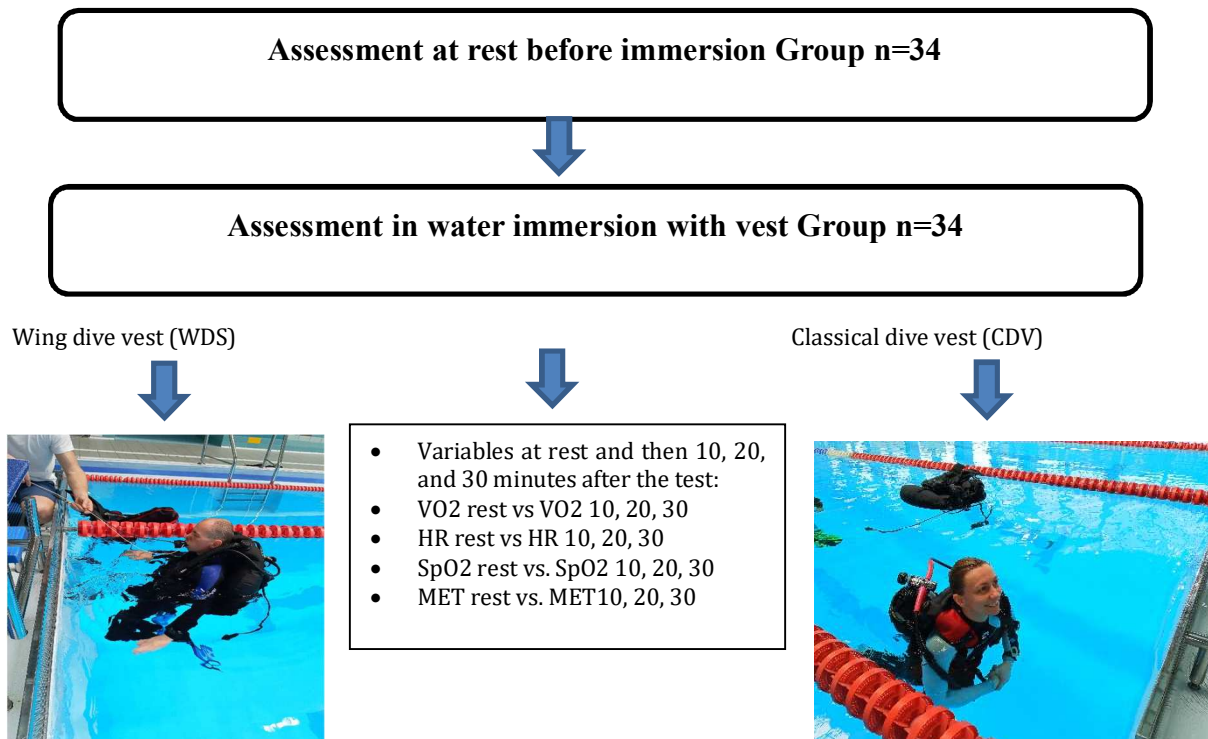 Assessment at rest before immersion Group n=34
Assessment in water immersion with vest Group n=34
Wing dive vest (WDS)
Classical dive vest (CDV)
• Variables at rest and then 10, 20,
and 30 minutes after the test:
• VO2 rest vs VO2 10, 20, 30
• HR rest vs HR 10, 20, 30
• SpO2 rest vs. SpO2 10, 20, 30
• MET rest vs. MET10, 20, 30